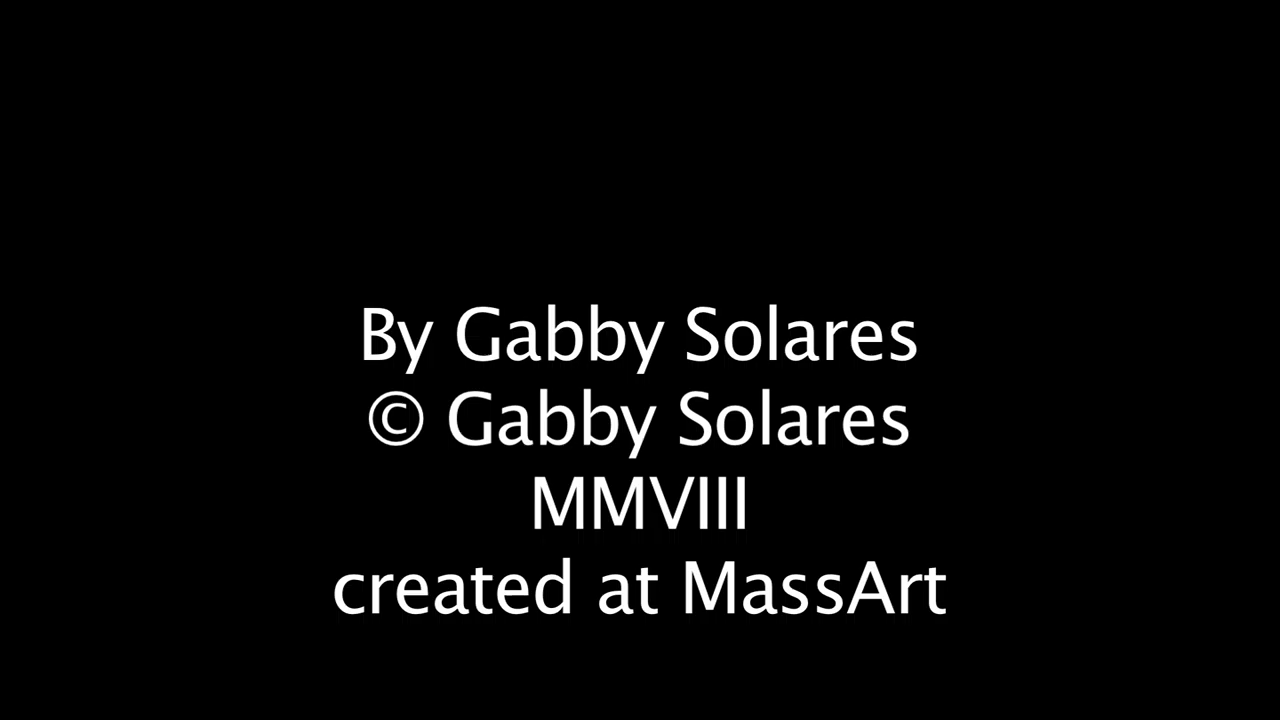 By Gabby Solares
© Gabby Solares
MMVIII
created at MassArt